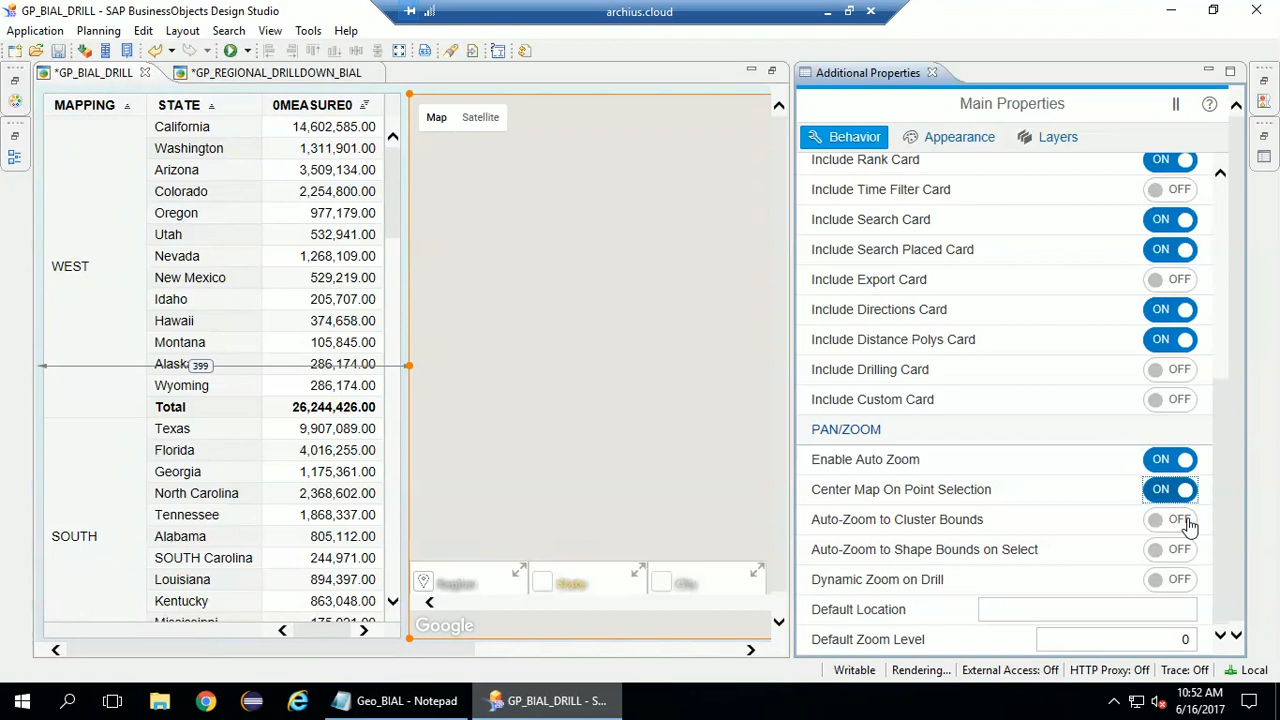 GP_BIAL_DRILL - SAP BusinessObjects Design Studio
archius.cloud
Application Planning Edit Layout Search View Tools Help
*GP_BIAL_DRILL
*GP_REGIONAL_DRILLDOWN_BIAL
Additional Properties
MAPPING STATE 0MEASURE0
WEST
California 14,602,585.00
Washington 1,311,901.00
Arizona 3,509,134.00
Colorado 2,254,800.00
Oregon 977,179.00
Utah 532,941.00
Nevada 1,268,109.00
New Mexico 529,219.00
Idaho 205,707.00
Hawaii 374,658.00
Montana 105,845.00
399
286,174.00
Wyoming 286,174.00
Total 26,244,426.00
SOUTH
Texas 9,907,089.00
Florida 4,016,255.00
Georgia 1,175,361.00
North Carolina 2,368,602.00
Tennessee 1,868,337.00
Alabama 805,112.00
SOUTH Carolina 244,971.00
Louisiana 894,397.00
Kentucky 863,048.00
Map Satellite
Region State City
Google
Main Properties
Behavior Appearance Layers
Include Rank Card ON
Include Time Filter Card OFF
Include Search Card ON
Include Search Placed Card ON
Include Export Card OFF
Include Directions Card ON
Include Distance Polys Card ON
Include Drilling Card OFF
Include Custom Card OFF
PAN/ZOOM
Enable Auto Zoom ON
Center Map On Point Selection ON
Auto-Zoom to Cluster Bounds OFF
Auto-Zoom to Shape Bounds on Select OFF
Dynamic Zoom on Drill OFF
Default Location
Default Zoom Level 0
Writable Rendering... External Access: Off HTTP Proxy: Off Trace: Off Local
Geo_BIAL - Notepad
GP_BIAL_DRILL - S...
10:52 AM
6/16/2017